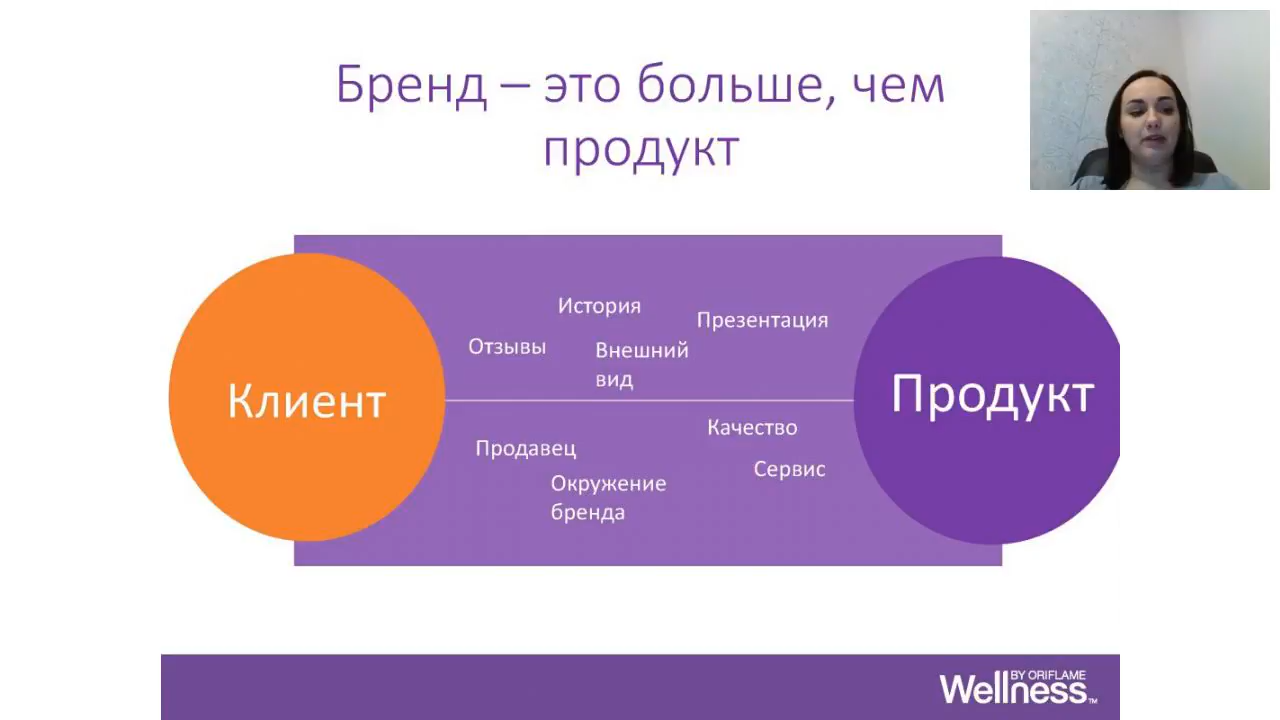 Бренд – это больше, чем
продукт
История
Презентация
Отзывы
Внешний
вид
Клиент
Продукт
Качество
Продавец
Сервис
Окружение
бренда
BY ORIFLAME
Wellness™